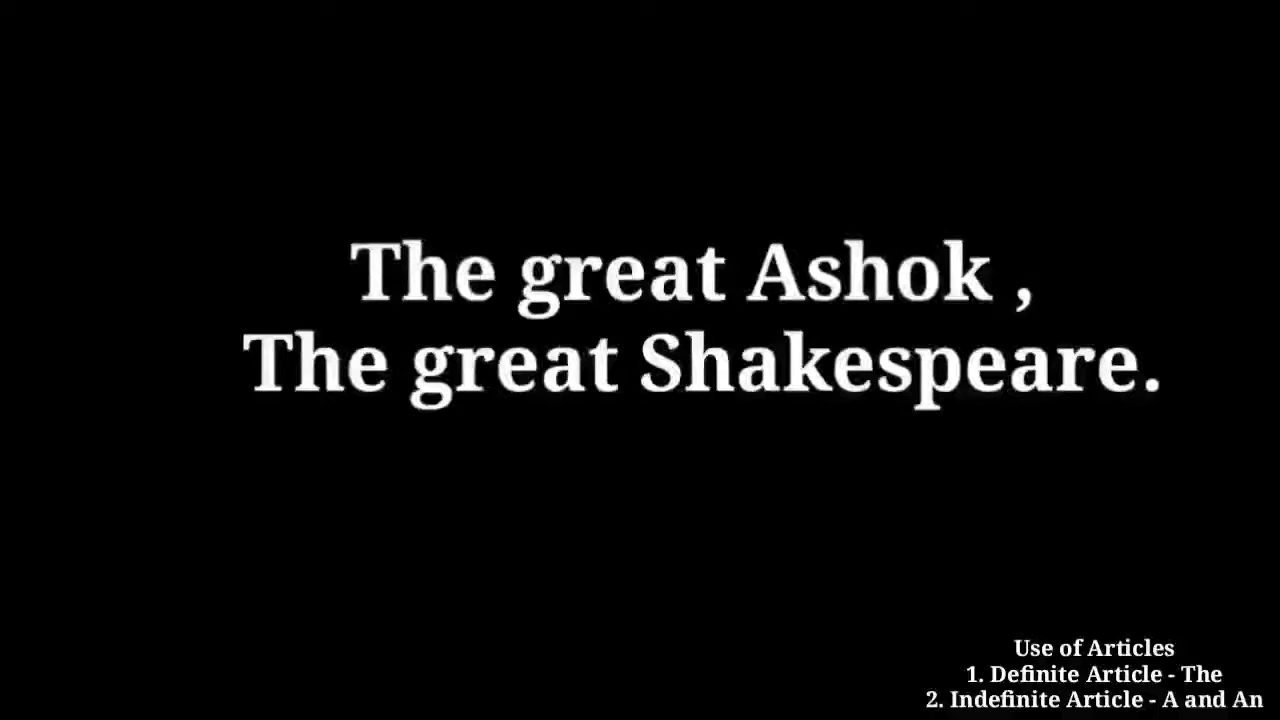 The great Ashok ,
The great Shakespeare.
Use of Articles
1. Definite Article - The
2. Indefinite Article - A and An